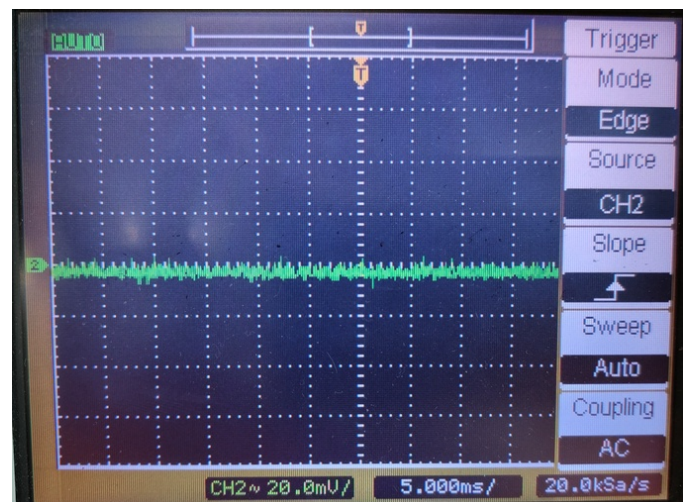 AUTO
T
Trigger
T
Mode
Edge
Source
CH2
Slope
2
Sweep
Auto
Coupling
AC
CH2~ 20.0mV/ 5.000ms/ 20.0kSa/s